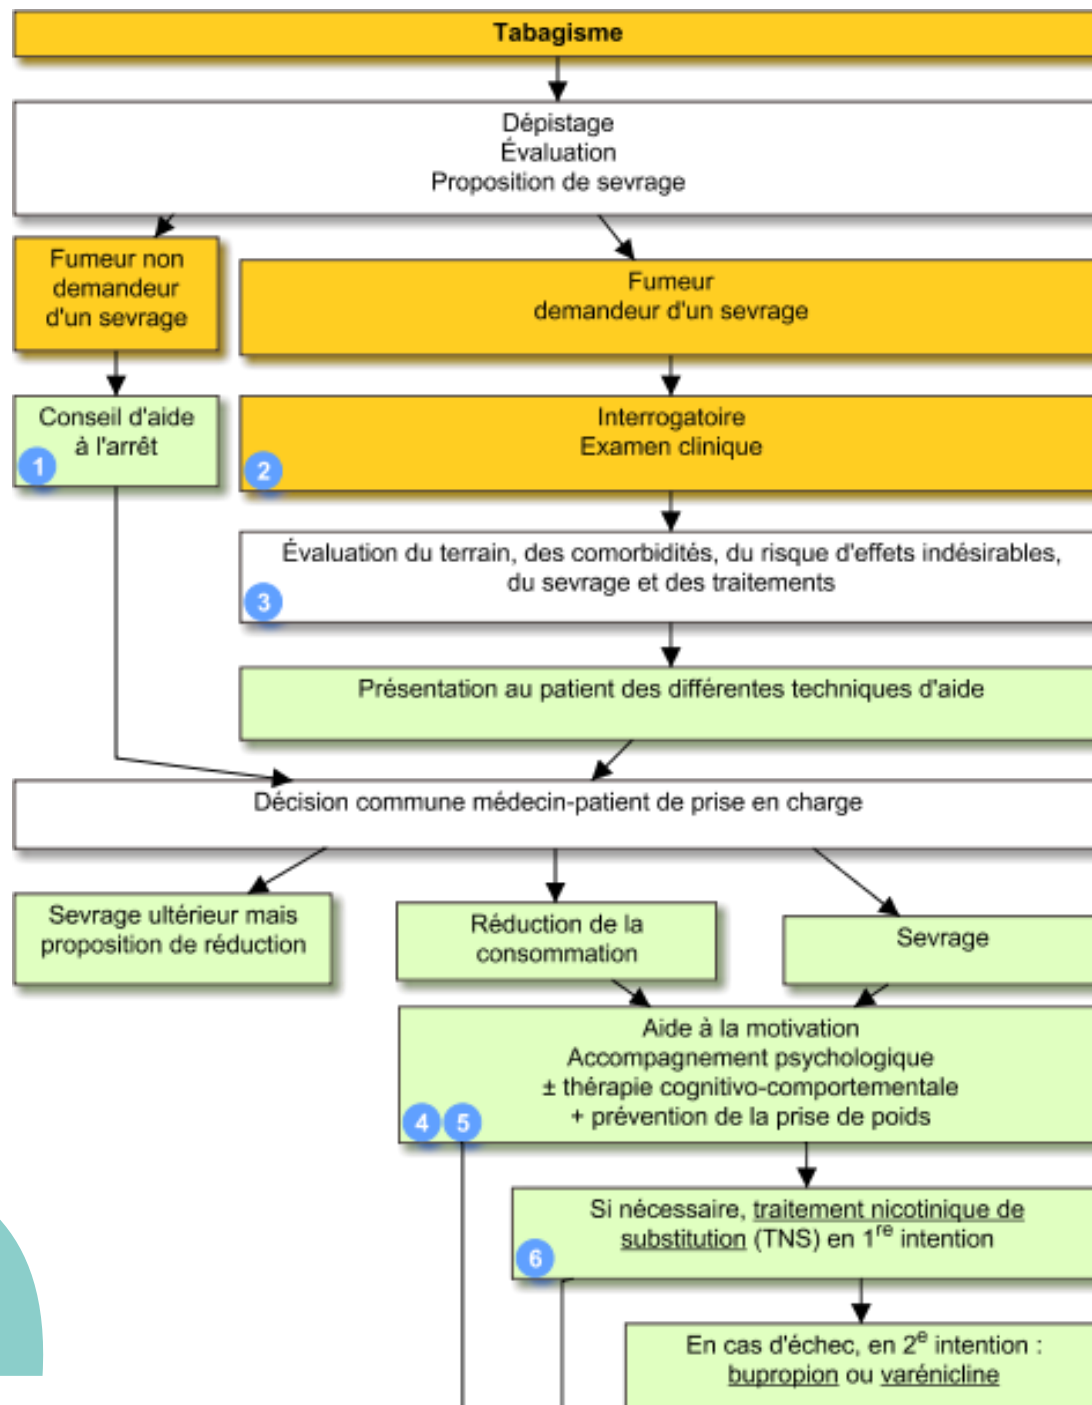 Tabagisme
Dépistage
Évaluation
Proposition de sevrage
Fumeur non
demandeur
d'un sevrage
Fumeur
demandeur d'un sevrage
Conseil d'aide
à l'arrêt
1
Interrogatoire
Examen clinique
2
Évaluation du terrain, des comorbidités, du risque d'effets indésirables,
du sevrage et des traitements
3
Présentation au patient des différentes techniques d'aide
Décision commune médecin-patient de prise en charge
Sevrage ultérieur mais
proposition de réduction
Réduction de la
consommation
Sevrage
Aide à la motivation
Accompagnement psychologique
± thérapie cognitivo-comportementale
+ prévention de la prise de poids
4 5
Si nécessaire, traitement nicotinique de
substitution (TNS) en 1re intention
6
En cas d'échec, en 2e intention :
bupropion ou varénicline